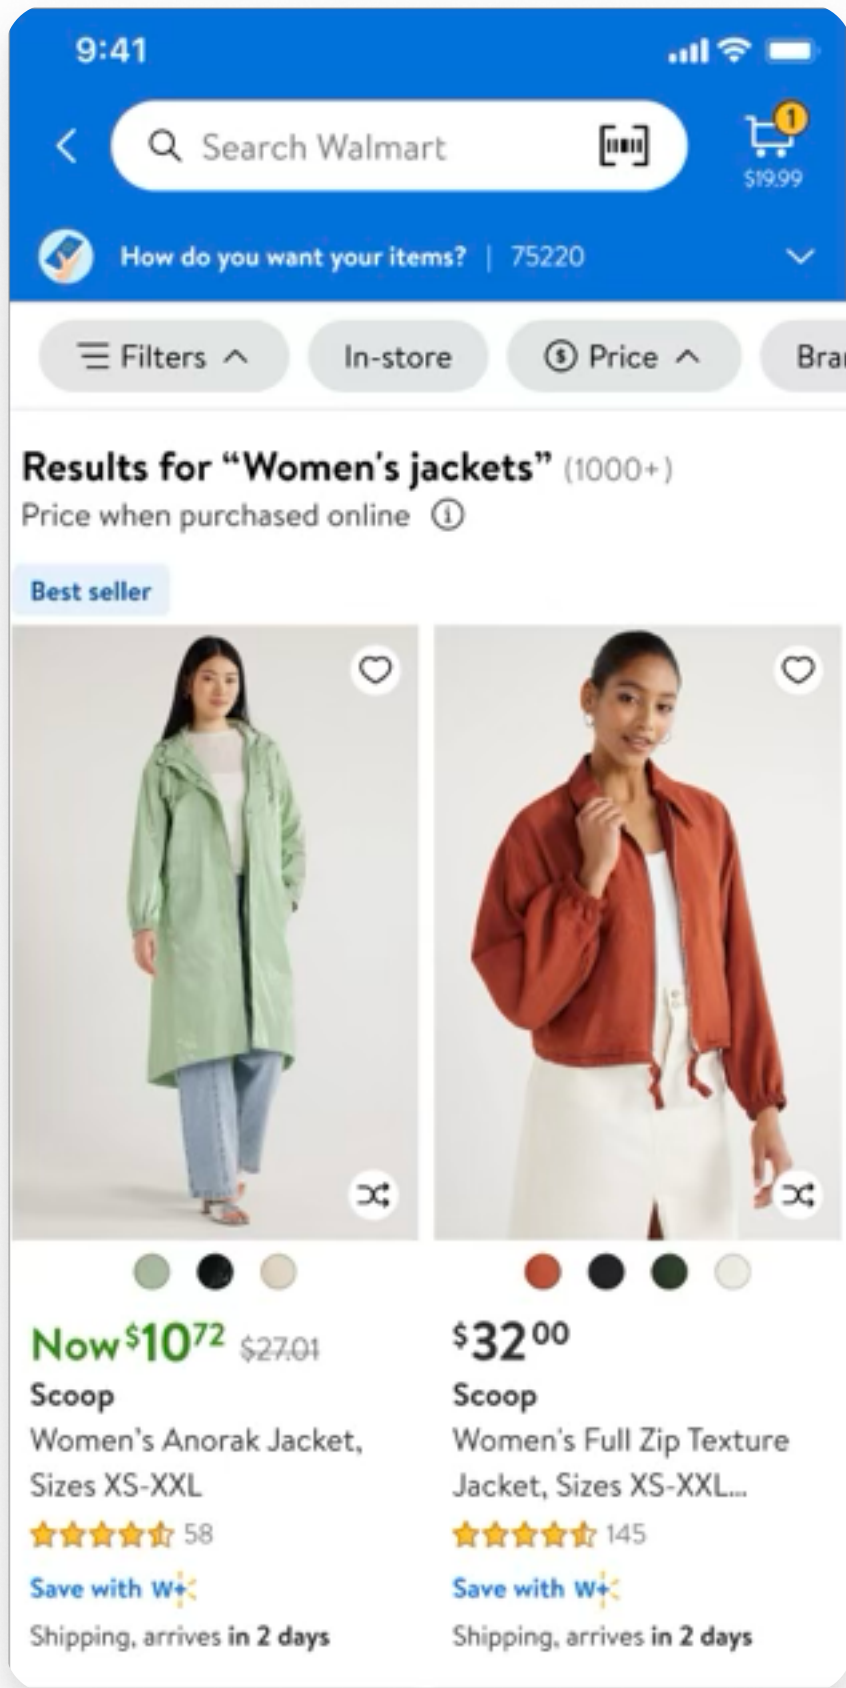 9:41
Search Walmart
1
$19.99
How do you want your items? | 75220
Filters
In-store
$ Price
Bra
Results for “Women's jackets” (1000+)
Price when purchased online
Best seller
Now $10 72 $27.01
Scoop
Women's Anorak Jacket,
Sizes XS-XXL
58
Save with W+
Shipping, arrives in 2 days
$32 00
Scoop
Women's Full Zip Texture
Jacket, Sizes XS-XXL...
145
Save with W+
Shipping, arrives in 2 days